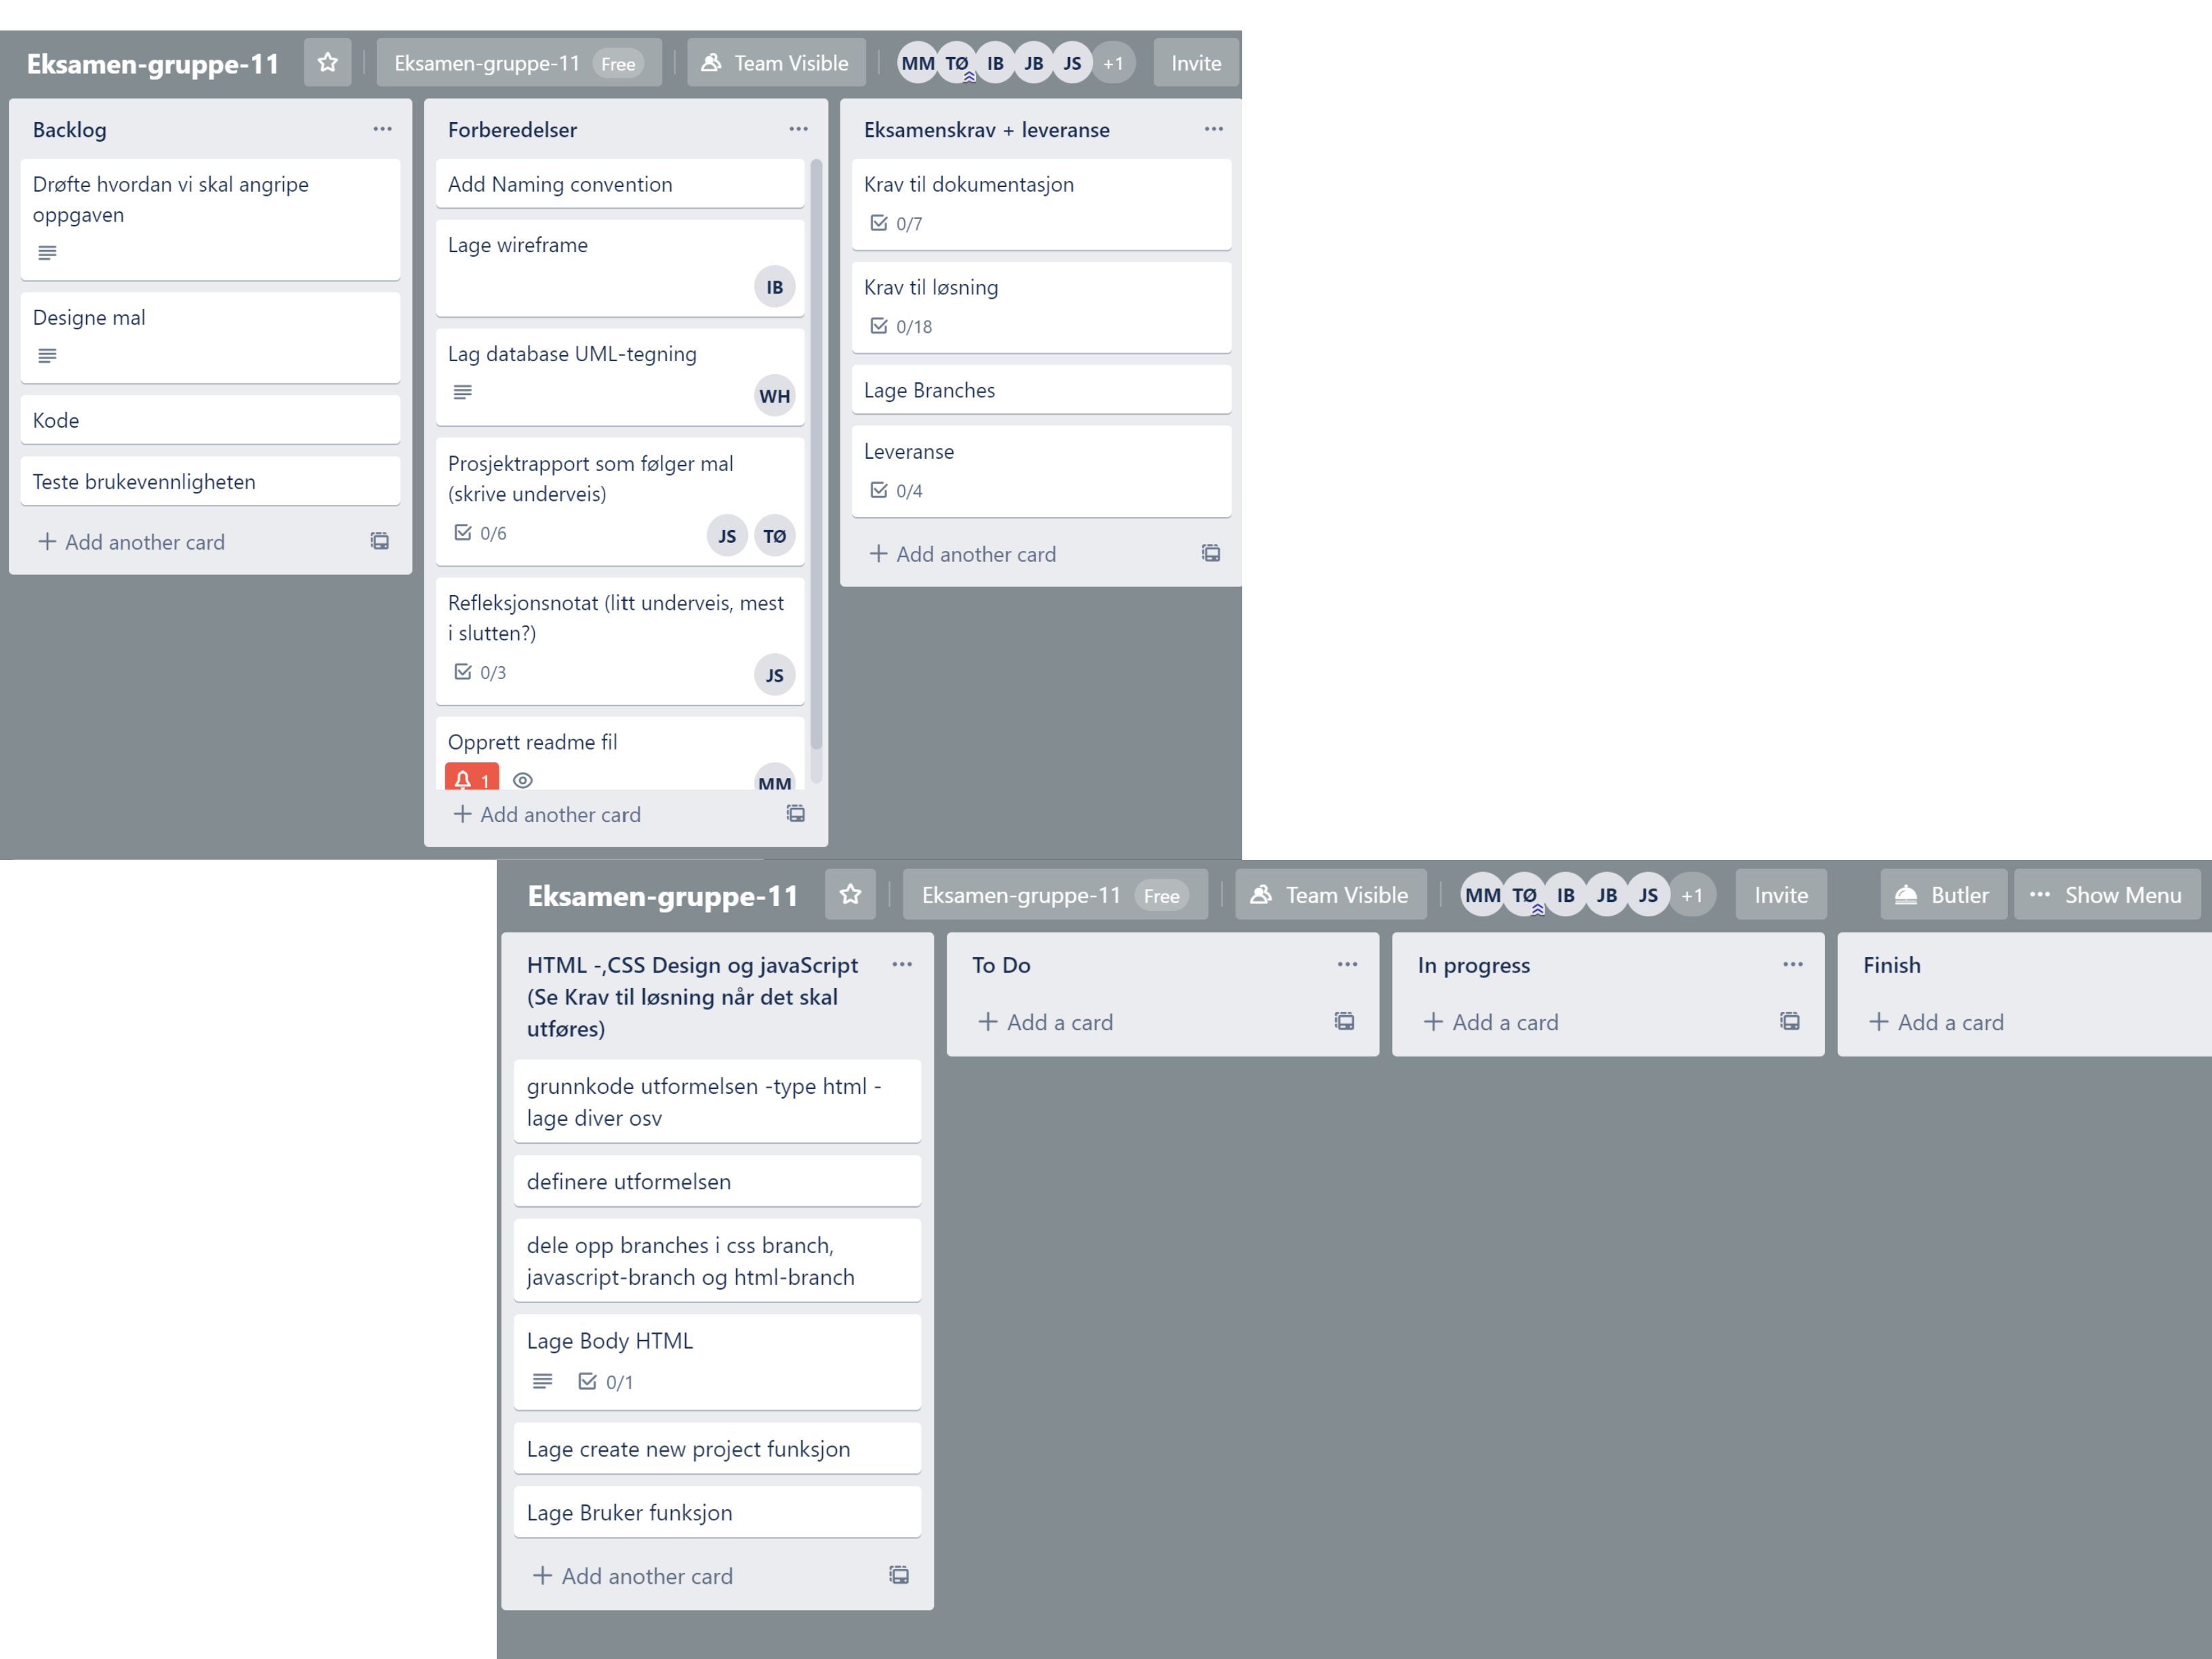 Eksamen-gruppe-11 Eksamen-gruppe-11 Free Team Visible MM TØ IB JB JS +1 Invite
Backlog
Drøfte hvordan vi skal angripe
oppgaven
Designe mal
Kode
Teste brukevennligheten
+ Add another card
Forberedelser
Add Naming convention
Lage wireframe
IB
Lag database UML-tegning
WH
Prosjektrapport som følger mal
(skrive underveis)
0/6 JS TØ
Refleksjonsnotat (litt underveis, mest
i slutten?)
0/3 JS
Opprett readme fil
1 MM
+ Add another card
Eksamenskrav + leveranse
Krav til dokumentasjon
0/7
Krav til løsning
0/18
Lage Branches
Leveranse
0/4
+ Add another card
Eksamen-gruppe-11 Eksamen-gruppe-11 Free Team Visible MM TØ IB JB JS +1 Invite Butler Show Menu
HTML -,CSS Design og javaScript
(Se Krav til løsning når det skal
utføres)
grunnkode utformelsen -type html -
lage diver osv
definere utformelsen
dele opp branches i css branch,
javascript-branch og html-branch
Lage Body HTML
0/1
Lage create new project funksjon
Lage Bruker funksjon
+ Add another card
To Do
+ Add a card
In progress
+ Add a card
Finish
+ Add a card